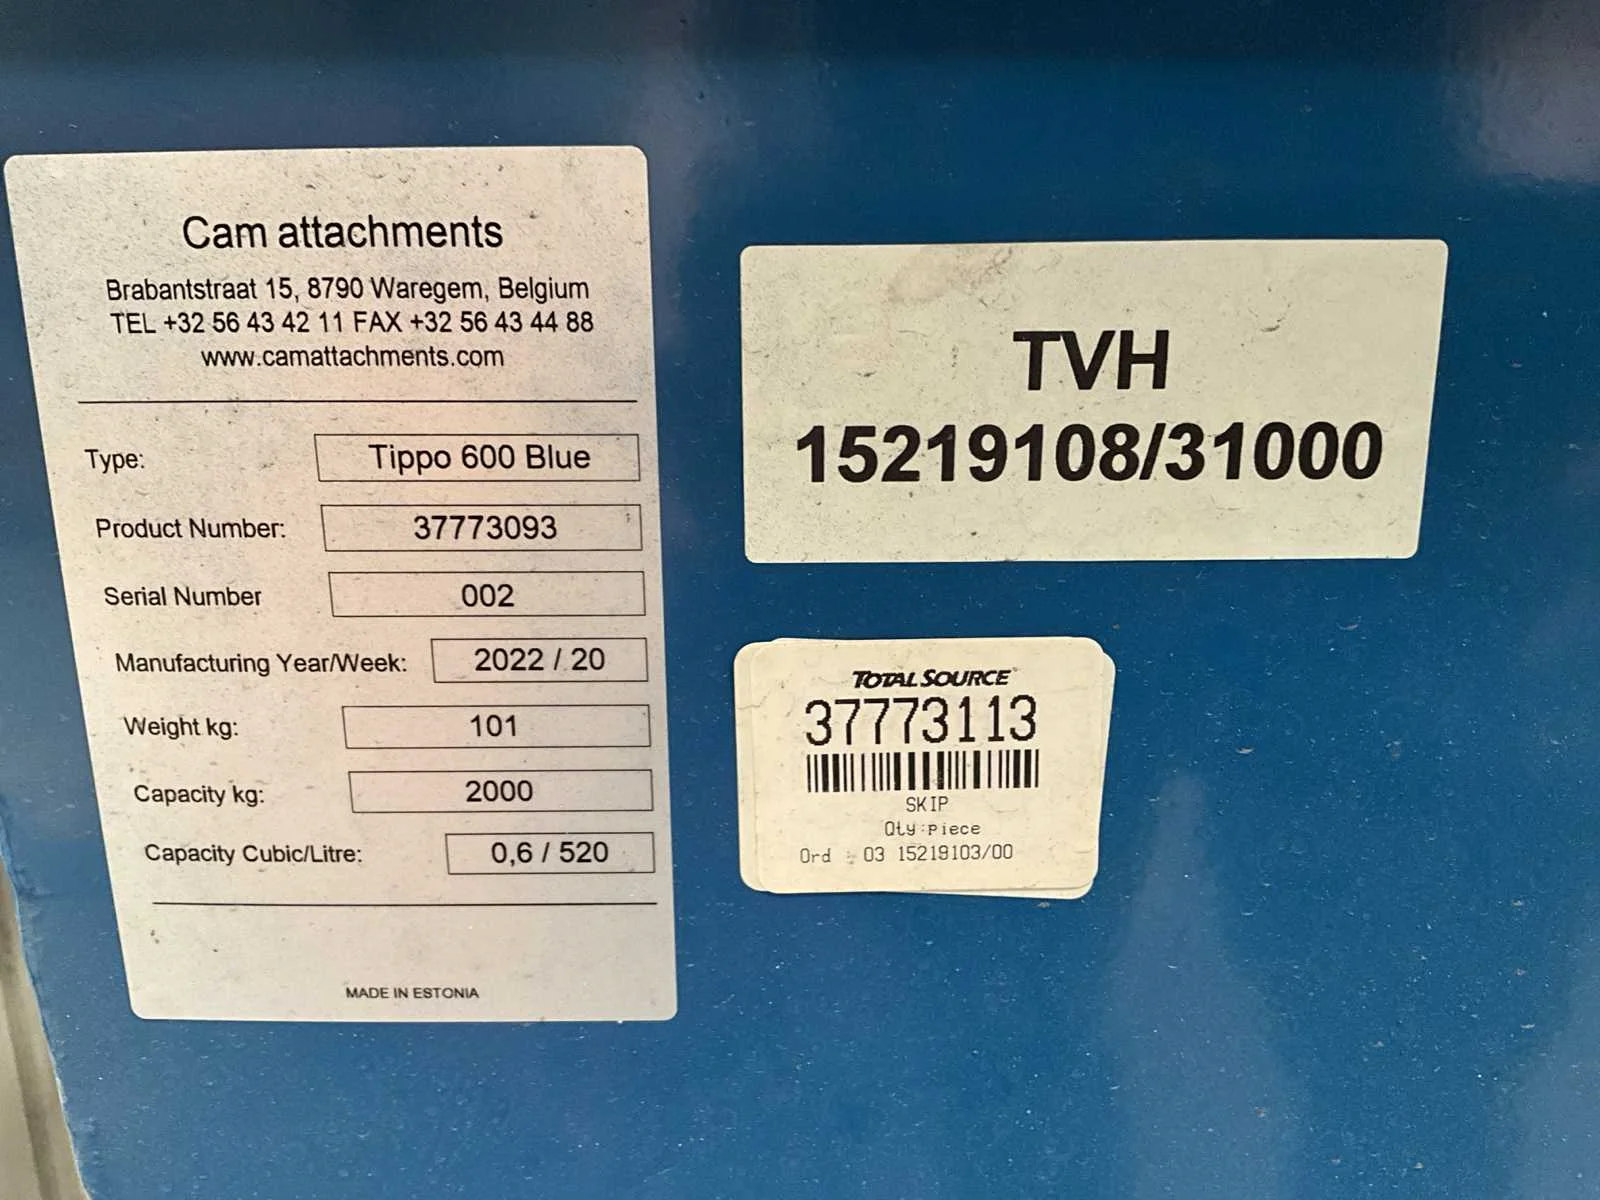 Cam attachments
Brabantstraat 15, 8790 Waregem, Belgium
TEL +32 56 43 42 11 FAX +32 56 43 44 88
www.camattachments.com
Type: Tippo 600 Blue
Product Number: 37773093
Serial Number 002
Manufacturing Year/Week: 2022 / 20
Weight kg: 101
Capacity kg: 2000
Capacity Cubic/Litre: 0,6 / 520
MADE IN ESTONIA
TVH
15219108/31000
TOTALSOURCE
37773113
SKIP
Qty:piece
Ord : 03 15219103/00